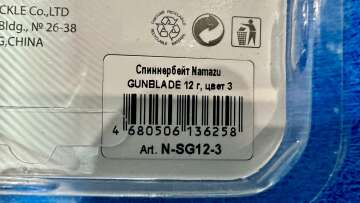 CKLE Co.,LTD
Bldg., № 26-38
G,CHINA
Спиннербейт Namazu
GUNBLADE 12 г, цвет 3
4 680506 136258
Art. N-SG12-3